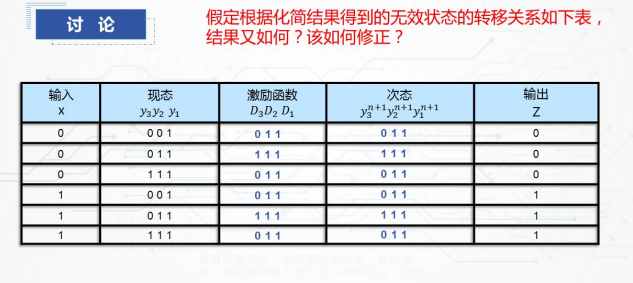 讨 论
假定根据化简结果得到的无效状态的转移关系如下表，
结果又如何？该如何修正？
输入 现态 激励函数 次态 输出
x y₃y₂ y₁ D₃D₂ D₁ y₃ⁿ⁺¹y₂ⁿ⁺¹y₁ⁿ⁺¹ Z
0 0 0 1 0 1 1 0 1 1 0
0 0 1 1 1 1 1 1 1 1 0
0 1 1 1 0 1 1 0 1 1 0
1 0 0 1 0 1 1 0 1 1 1
1 0 1 1 1 1 1 1 1 1 1
1 1 1 1 0 1 1 0 1 1 1